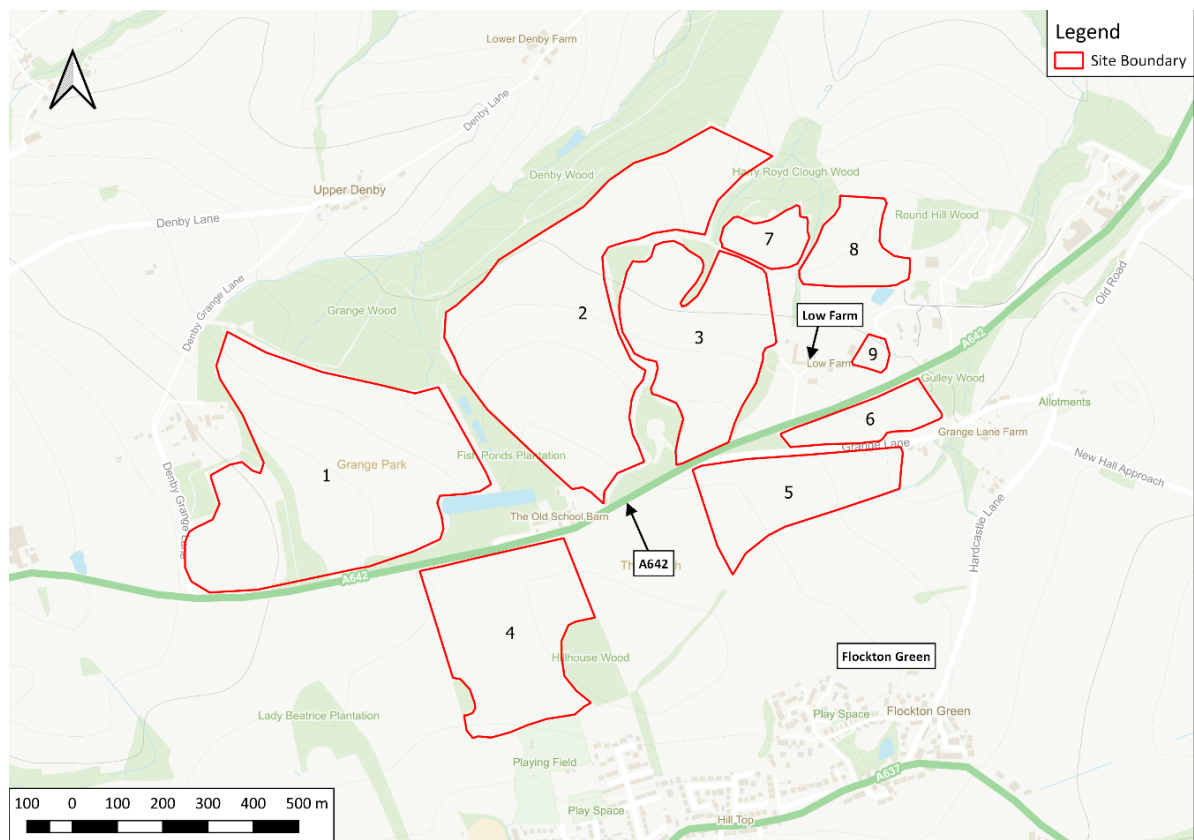 Legend
Site Boundary
Lower Denby Farm
Denby Lane
Denby Wood
Harry Royd Clough Wood
Upper Denby
Denby Lane
Round Hill Wood
7
8
Old Road
Denby Grange Lane
Grange Wood
2
3
Low Farm
A642
Low Farm
9
Gulley Wood
Allotments
6
Grange Lane Farm
Grange Lane
New Hall Approach
Fish Ponds Plantation
Grange Park
1
5
Denby Grange Lane
The Old School Barn
A642
A642
Hardcastle Lane
4
Hillhouse Wood
Flockton Green
Lady Beatrice Plantation
Play Space
Flockton Green
Playing Field
A637
Play Space
Hill Top
100 0 100 200 300 400 500 m